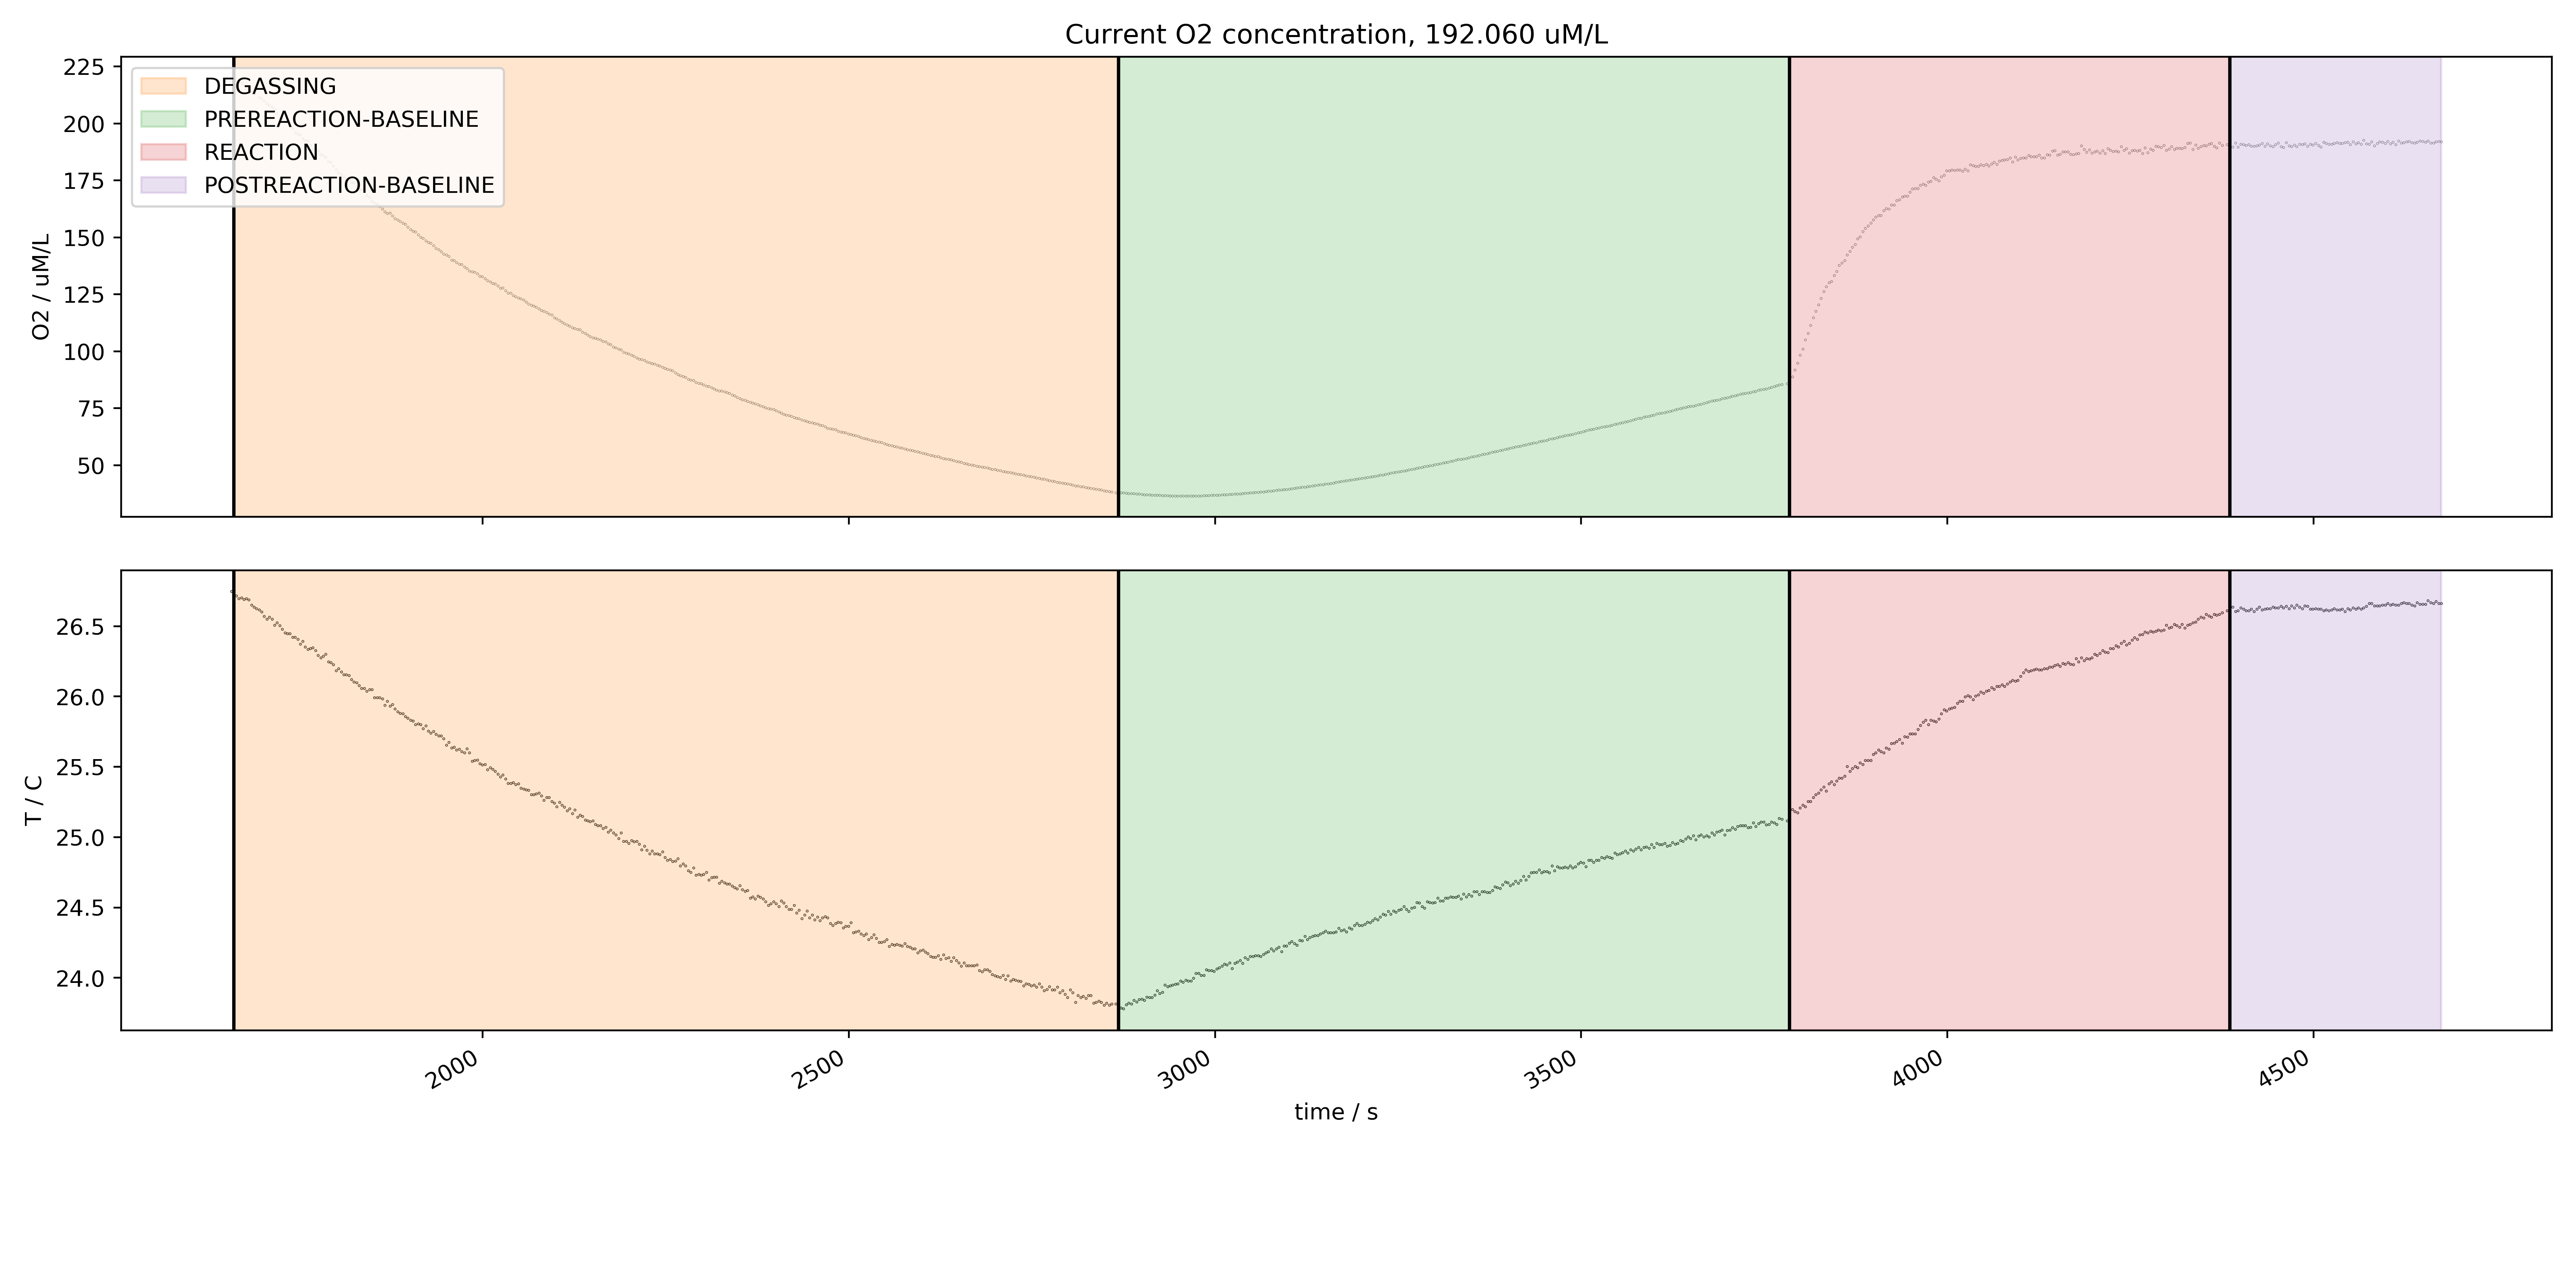 Current O2 concentration, 192.060 uM/L
225
200
175
150
125
100
75
50
O2 / uM/L
DEGASSING
PREREACTION-BASELINE
REACTION
POSTREACTION-BASELINE
26.5
26.0
25.5
25.0
24.5
24.0
T / C
2000
2500
3000
3500
4000
4500
time / s